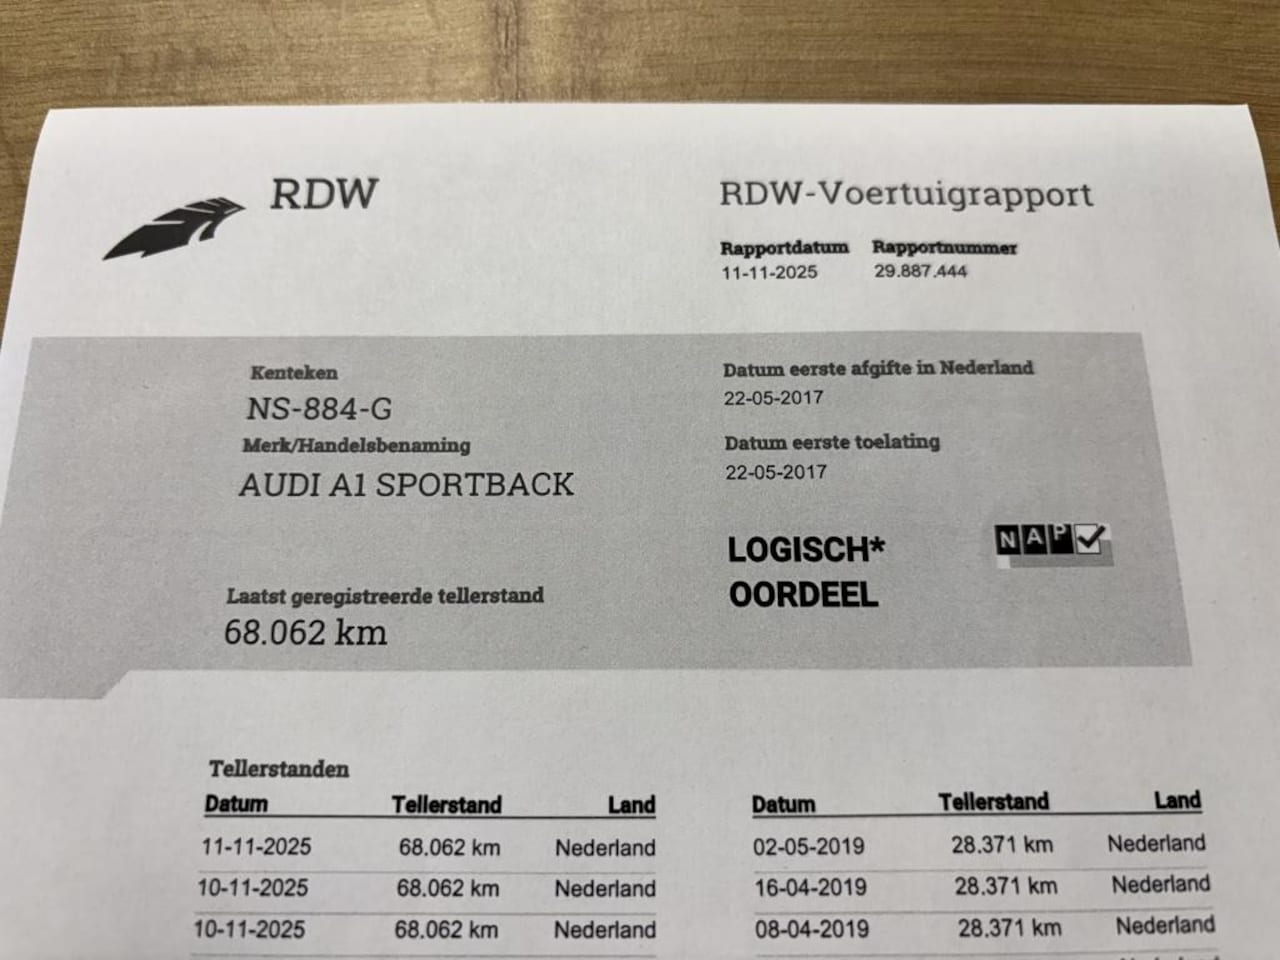 RDW
RDW-Voertuigrapport
Rapportdatum Rapportnummer
11-11-2025 29.887.444
Kenteken
NS-884-G
Merk/Handelsbenaming
AUDI A1 SPORTBACK
Laatst geregistreerde tellerstand
68.062 km
Datum eerste afgifte in Nederland
22-05-2017
Datum eerste toelating
22-05-2017
LOGISCH*
OORDEEL
NAP
Tellerstanden
Datum Tellerstand Land
11-11-2025 68.062 km Nederland
10-11-2025 68.062 km Nederland
10-11-2025 68.062 km Nederland
Datum Tellerstand Land
02-05-2019 28.371 km Nederland
16-04-2019 28.371 km Nederland
08-04-2019 28.371 km Nederland